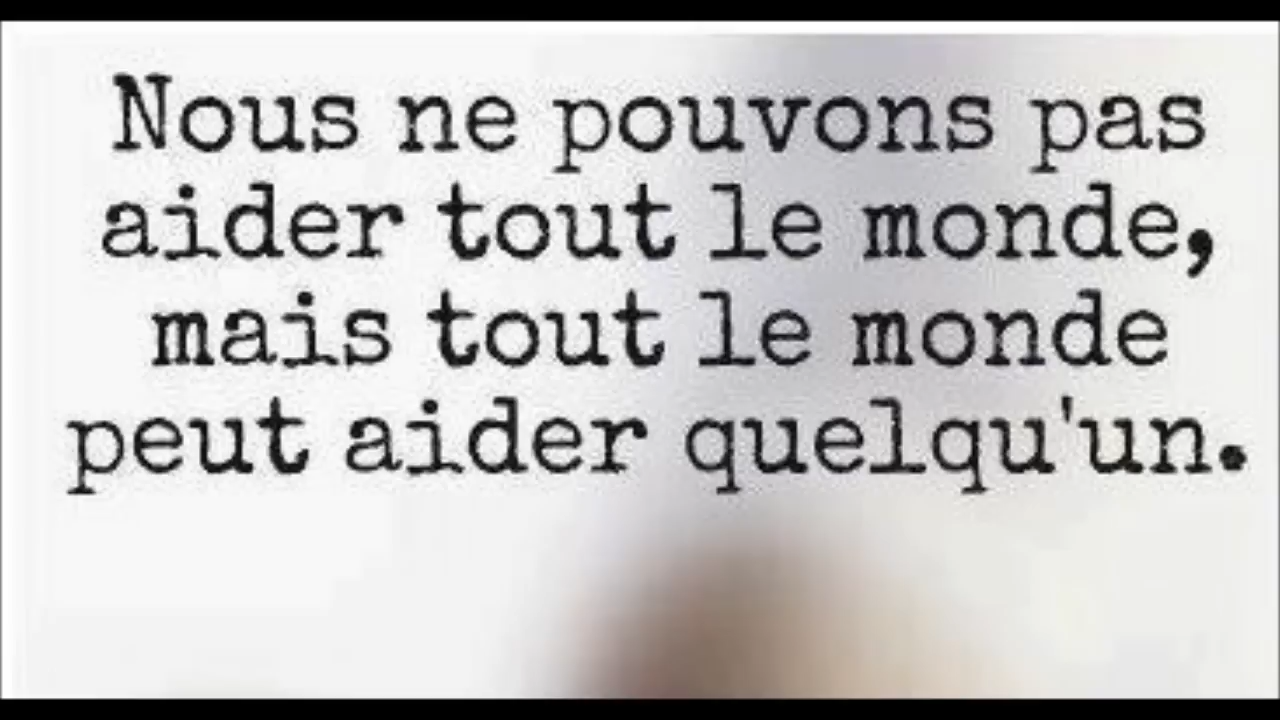 Nous ne pouvons pas
aider tout le monde,
mais tout le monde
peut aider quelqu'un.